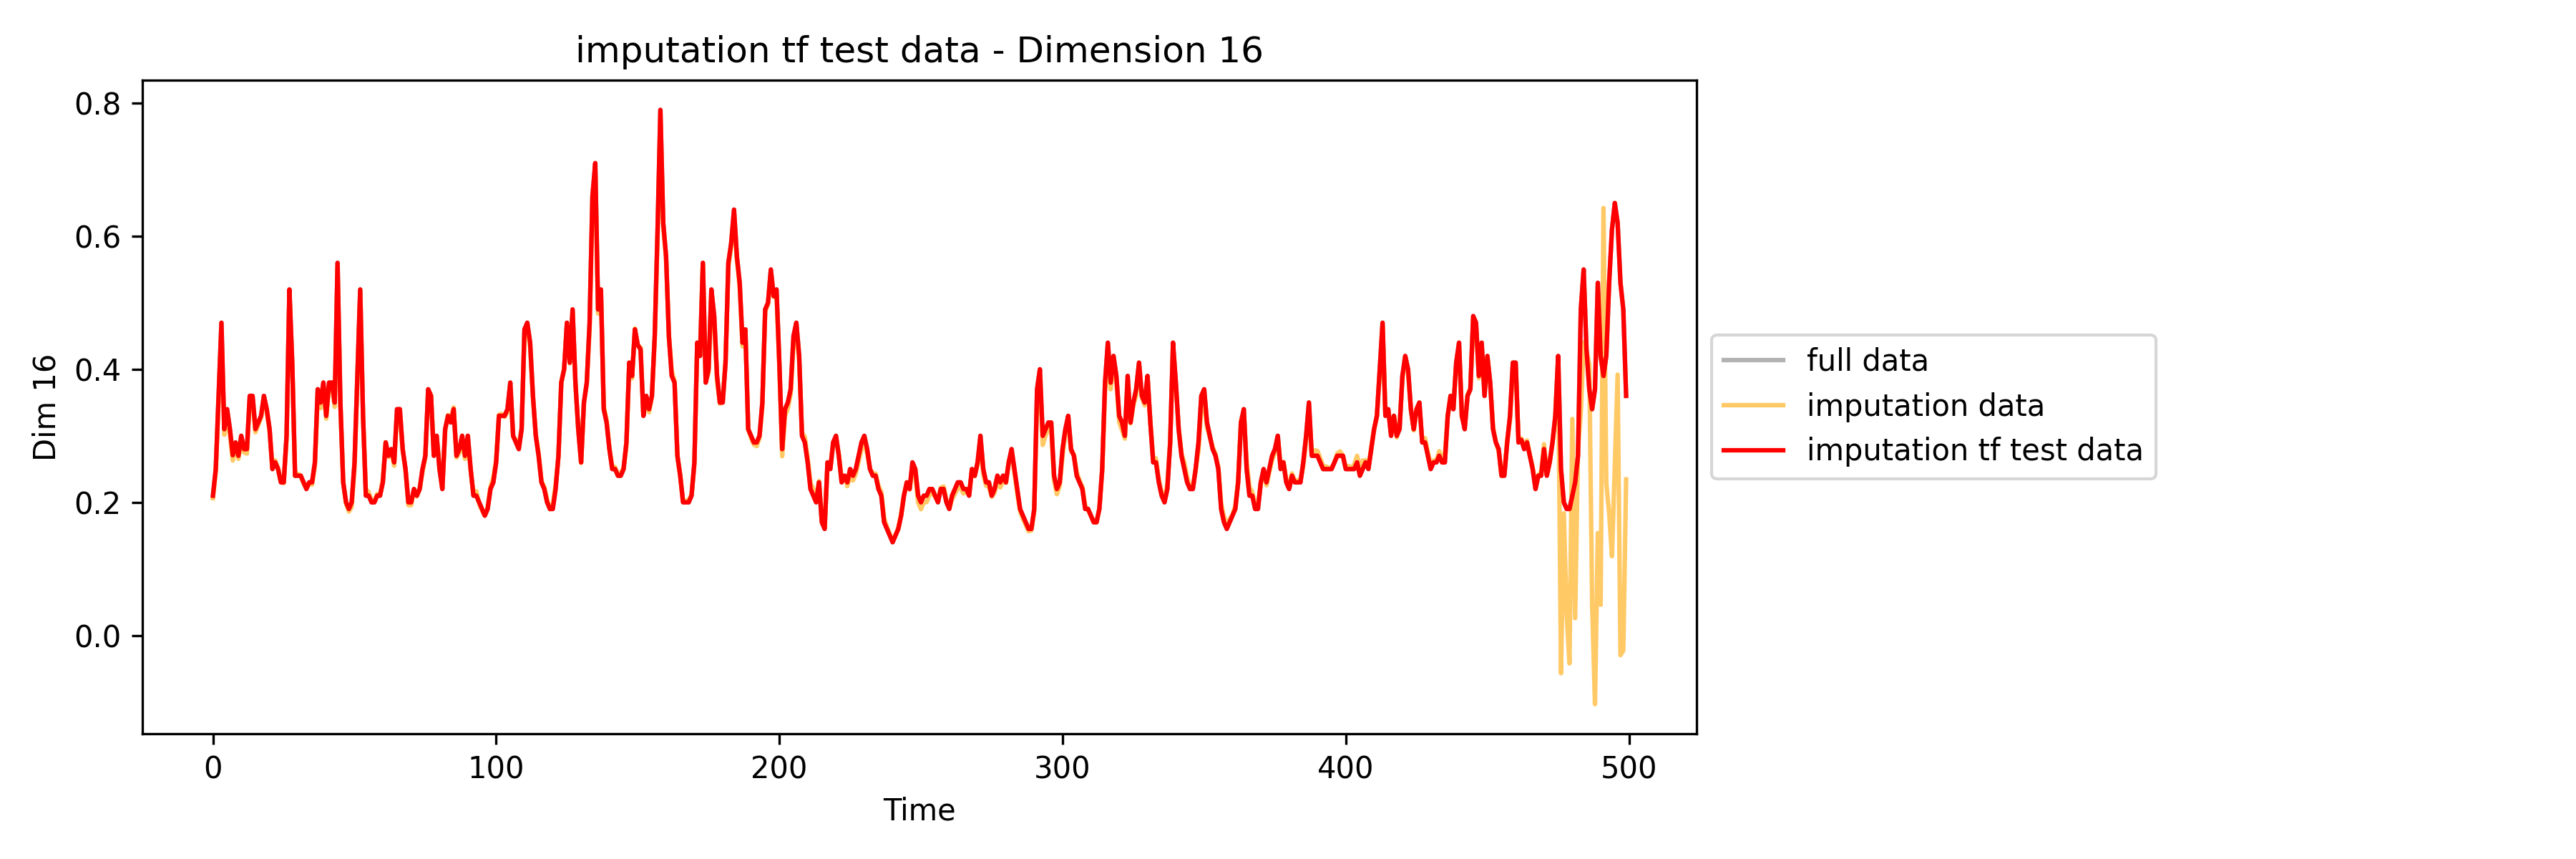 imputation tf test data - Dimension 16
0.8
0.6
0.4
0.2
0.0
Dim 16
0 100 200 300 400 500
Time
full data
imputation data
imputation tf test data